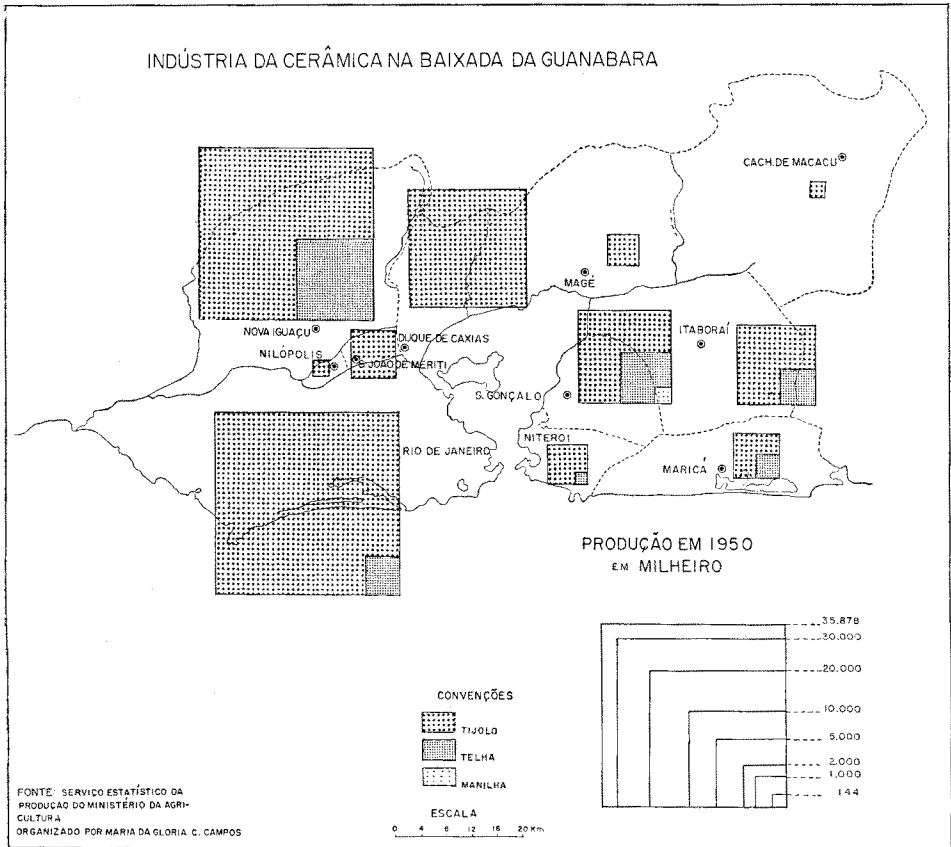 INDÚSTRIA DA CERÂMICA NA BAIXADA DA GUANABARA
CACH. DE MACACU
MAGÉ
NOVA IGUAÇU
DUQUE DE CAXIAS
NILÓPOLIS
S. JOÃO DE MERITI
ITABORAÍ
S. GONÇALO
NITEROI
RIO DE JANEIRO
MARICÁ
PRODUÇÃO EM 1950
EM MILHEIRO
35.878
30.000
20.000
10.000
5.000
2.000
1.000
144
CONVENÇÕES
TIJOLO
TELHA
MANILHA
FONTE: SERVIÇO ESTATÍSTICO DA
PRODUÇÃO DO MINISTÉRIO DA AGRI-
CULTURA
ORGANIZADO POR MARIA DA GLORIA C. CAMPOS
ESCALA
0 4 8 12 16 20 Km